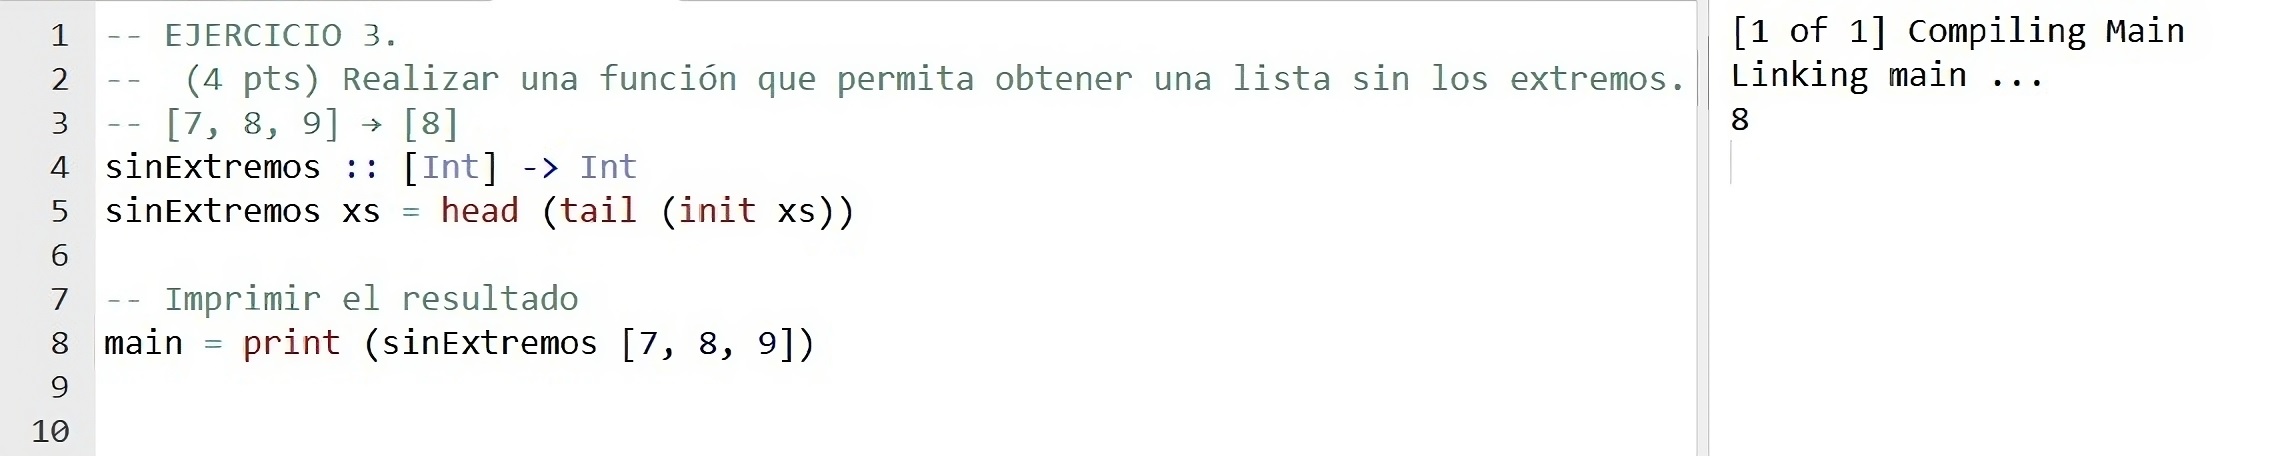 1 -- EJERCICIO 3.
2 --  (4 pts) Realizar una función que permita obtener una lista sin los extremos.
3 -- [7, 8, 9] → [8]
4 sinExtremos :: [Int] -> Int
5 sinExtremos xs = head (tail (init xs))
6
7 -- Imprimir el resultado
8 main = print (sinExtremos [7, 8, 9])
9
10
[1 of 1] Compiling Main
Linking main ...
8